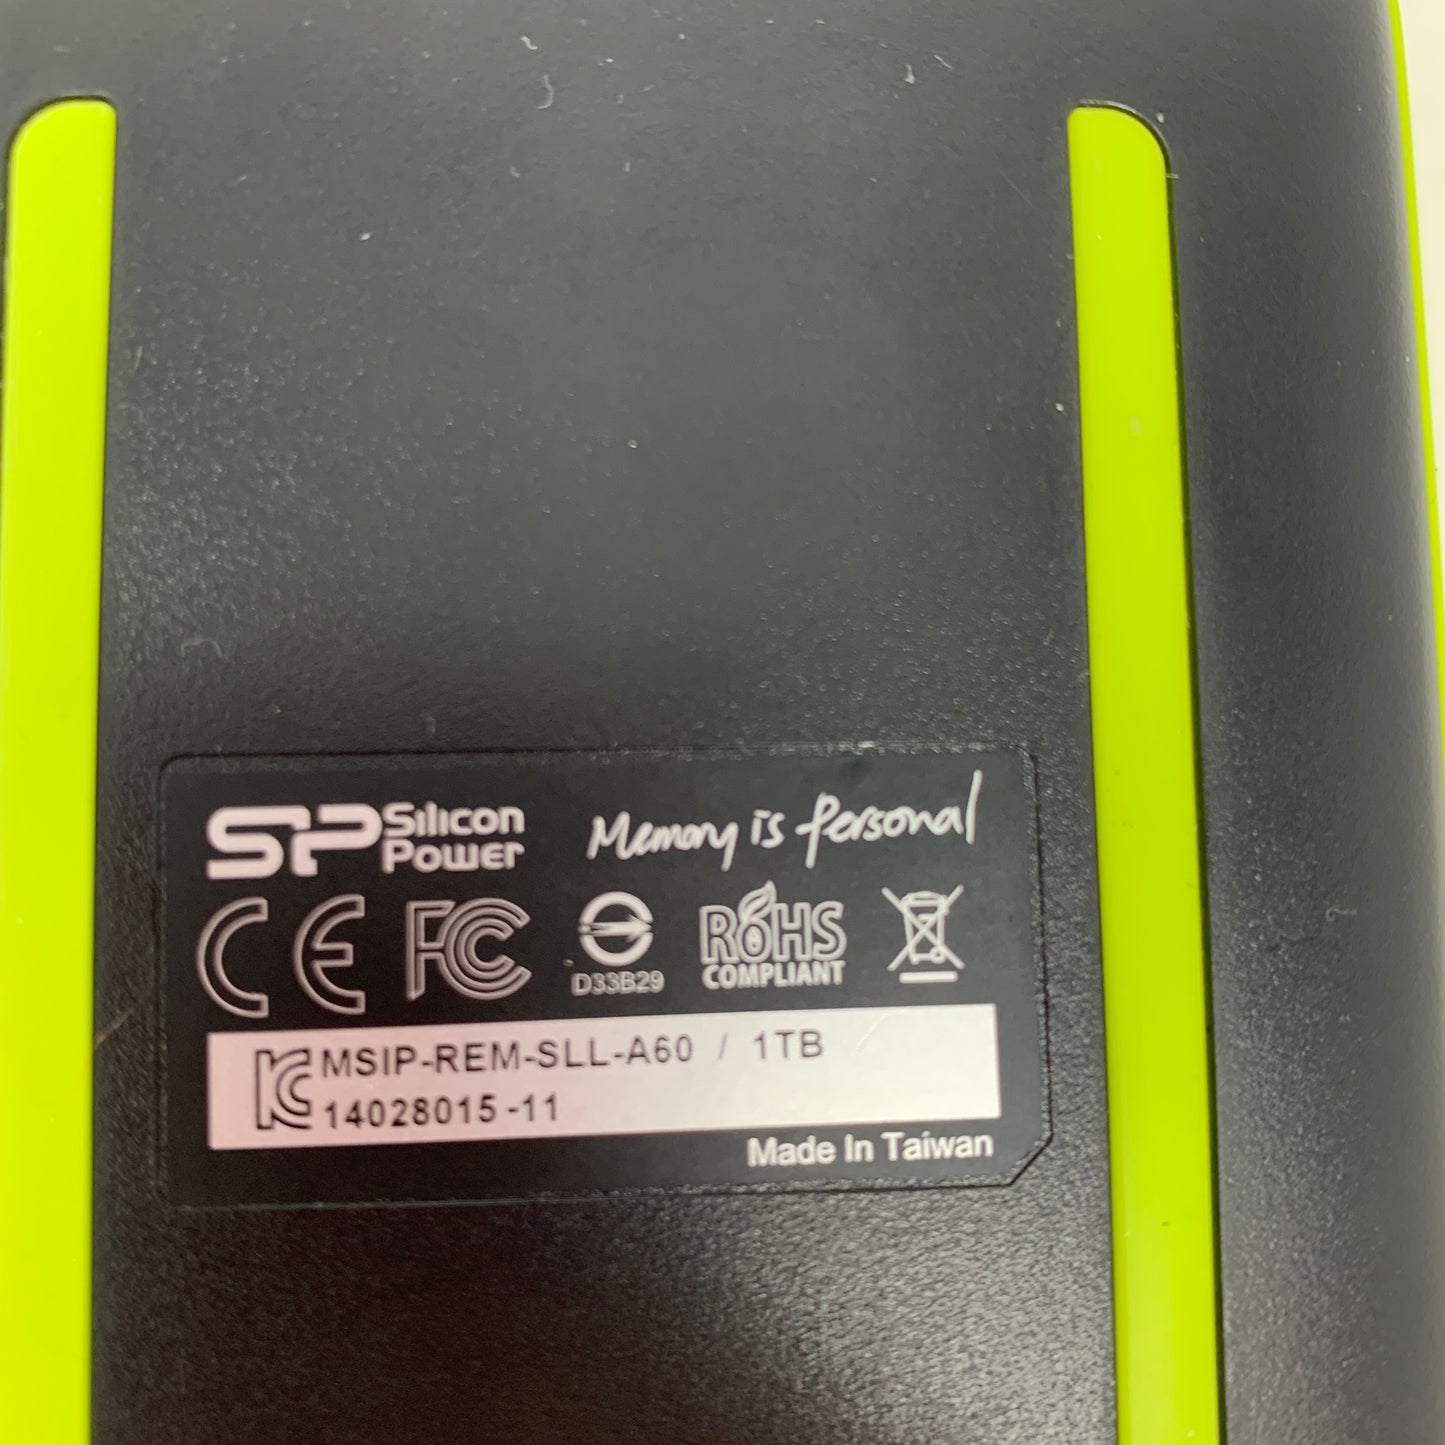 SP Silicon Power
Memory is Personal
CE FC D33B29 RoHS COMPLIANT
MSIP-REM-SLL-A60 / 1TB
14028015-11
Made In Taiwan